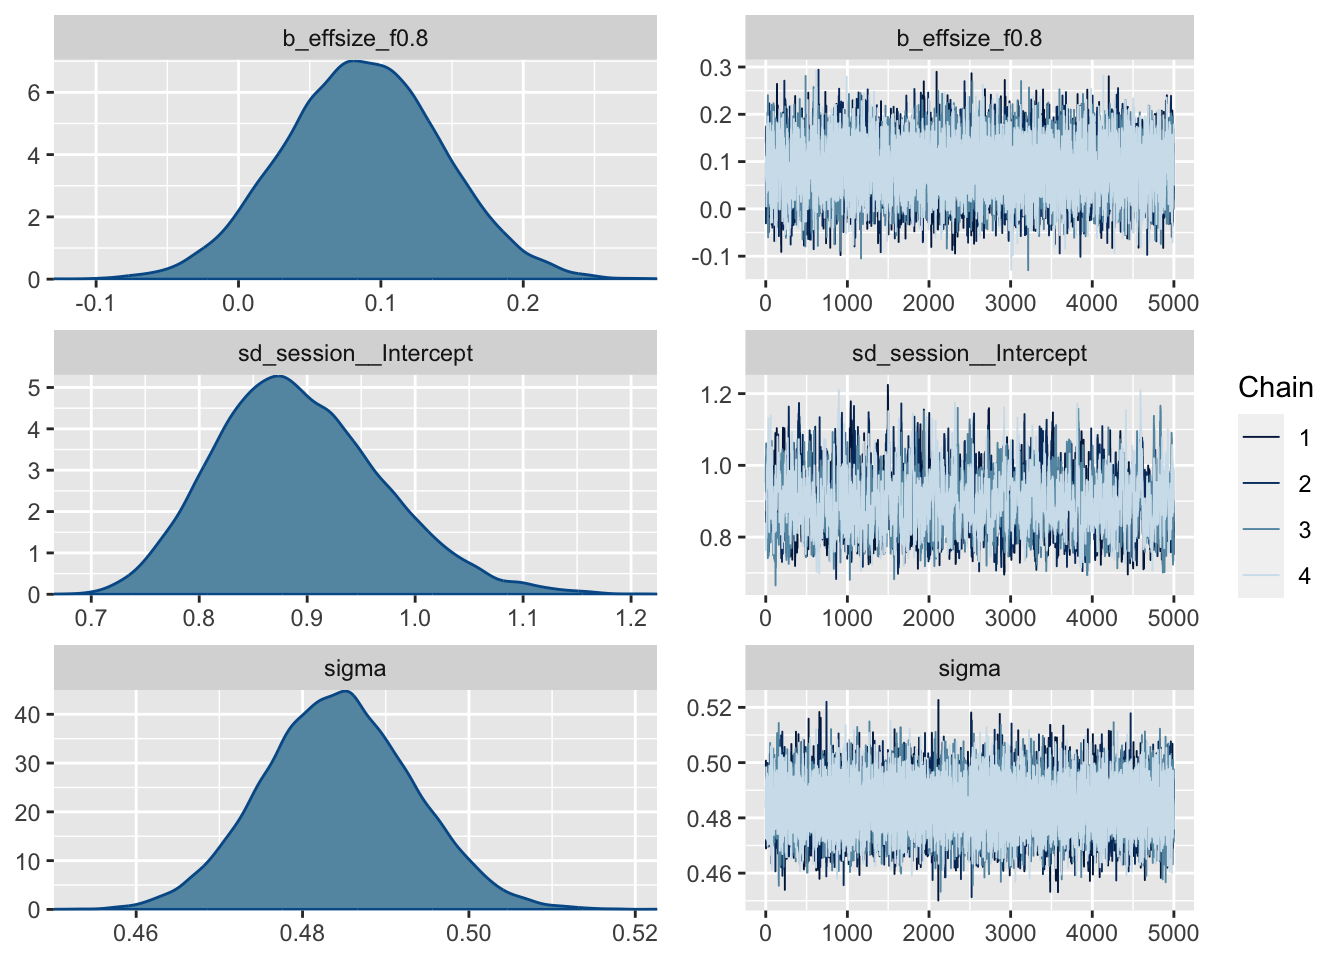 b_effsize_f0.8
b_effsize_f0.8
6
4
2
0
-0.1 0.0 0.1 0.2
0.3
0.2
0.1
0.0
-0.1
0 1000 2000 3000 4000 5000
sd_session__Intercept
sd_session__Intercept
5
4
3
2
1
0
0.7 0.8 0.9 1.0 1.1 1.2
1.2
1.0
0.8
0 1000 2000 3000 4000 5000
sigma
sigma
40
30
20
10
0
0.46 0.48 0.50 0.52
0.52
0.50
0.48
0.46
0 1000 2000 3000 4000 5000
Chain
1
2
3
4